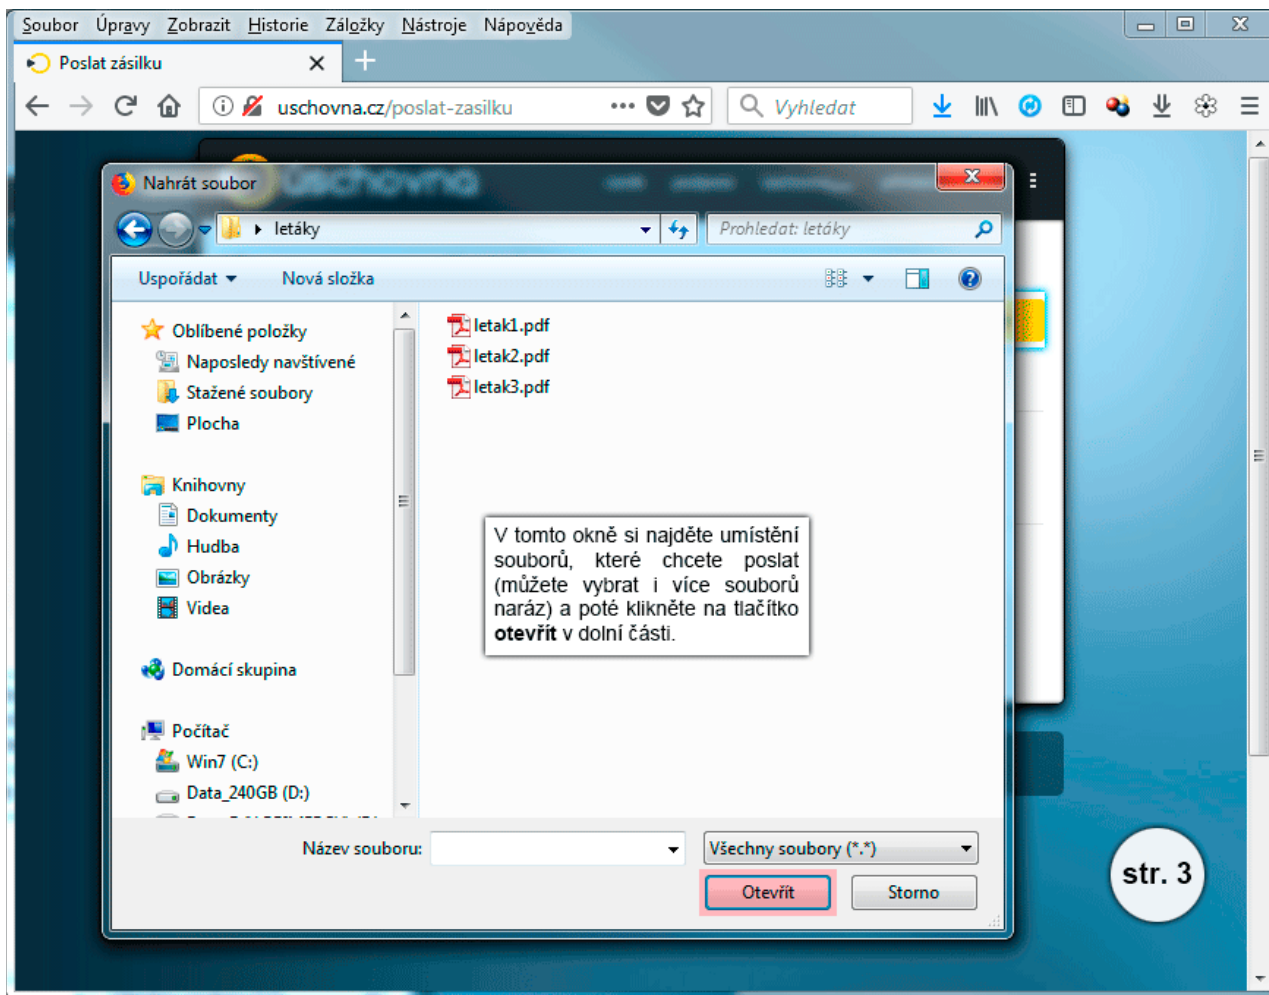 Soubor Úpravy Zobrazit Historie Záložky Nástroje Nápověda
Poslat zásilku
uschovna.cz/poslat-zasilku
Vyhledat
Nahrát soubor
úschovna
letáky
Prohledat: letáky
Uspořádat
Nová složka
Oblíbené položky
Naposledy navštívené
Stažené soubory
Plocha
Knihovny
Dokumenty
Hudba
Obrázky
Videa
Domácí skupina
Počítač
Win7 (C:)
Data_240GB (D:)
letak1.pdf
letak2.pdf
letak3.pdf
V tomto okně si najděte umístění
souborů, které chcete poslat
(můžete vybrat i více souborů
naráz) a poté klikněte na tlačítko
otevřít v dolní části.
Název souboru:
Všechny soubory (*.*)
Otevřít
Storno
str. 3